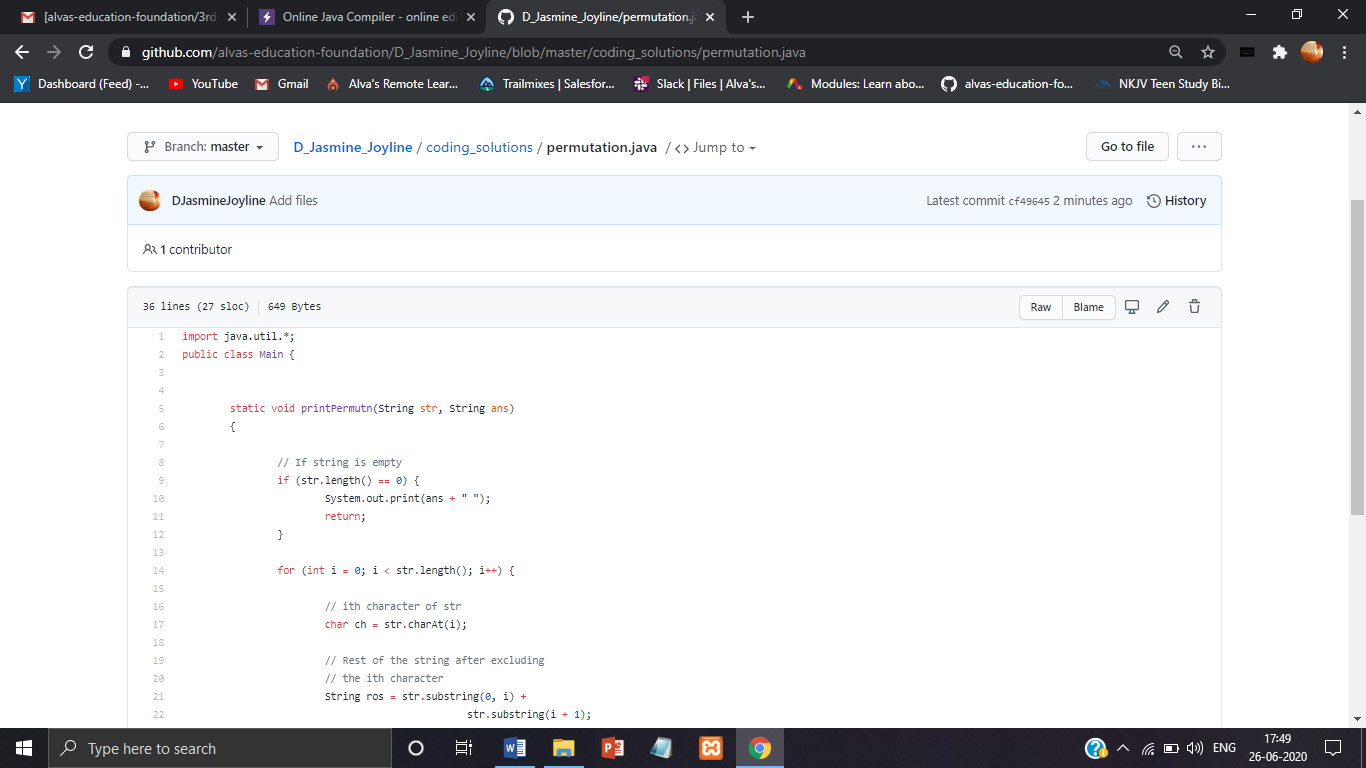 [alvas-education-foundation/3rd
Online Java Compiler - online edi
D_Jasmine_Joyline/permutation.j
github.com/alvas-education-foundation/D_Jasmine_Joyline/blob/master/coding_solutions/permutation.java
Dashboard (Feed) -... YouTube Gmail Alva's Remote Lear... Trailmixes | Salesfor... Slack | Files | Alva's... Modules: Learn abo... alvas-education-fo... NKJV Teen Study Bi...
Branch: master D_Jasmine_Joyline / coding_solutions / permutation.java / <> Jump to Go to file ...
DJasmineJoyline Add files Latest commit cf49645 2 minutes ago History
1 contributor
36 lines (27 sloc) 649 Bytes Raw Blame
1 import java.util.*;
2 public class Main {
3
4
5 static void printPermutn(String str, String ans)
6 {
7
8 // If string is empty
9 if (str.length() == 0) {
10 System.out.print(ans + " ");
11 return;
12 }
13
14 for (int i = 0; i < str.length(); i++) {
15
16 // ith character of str
17 char ch = str.charAt(i);
18
19 // Rest of the string after excluding
20 // the ith character
21 String ros = str.substring(0, i) +
22 str.substring(i + 1);
Type here to search ENG 17:49
26-06-2020